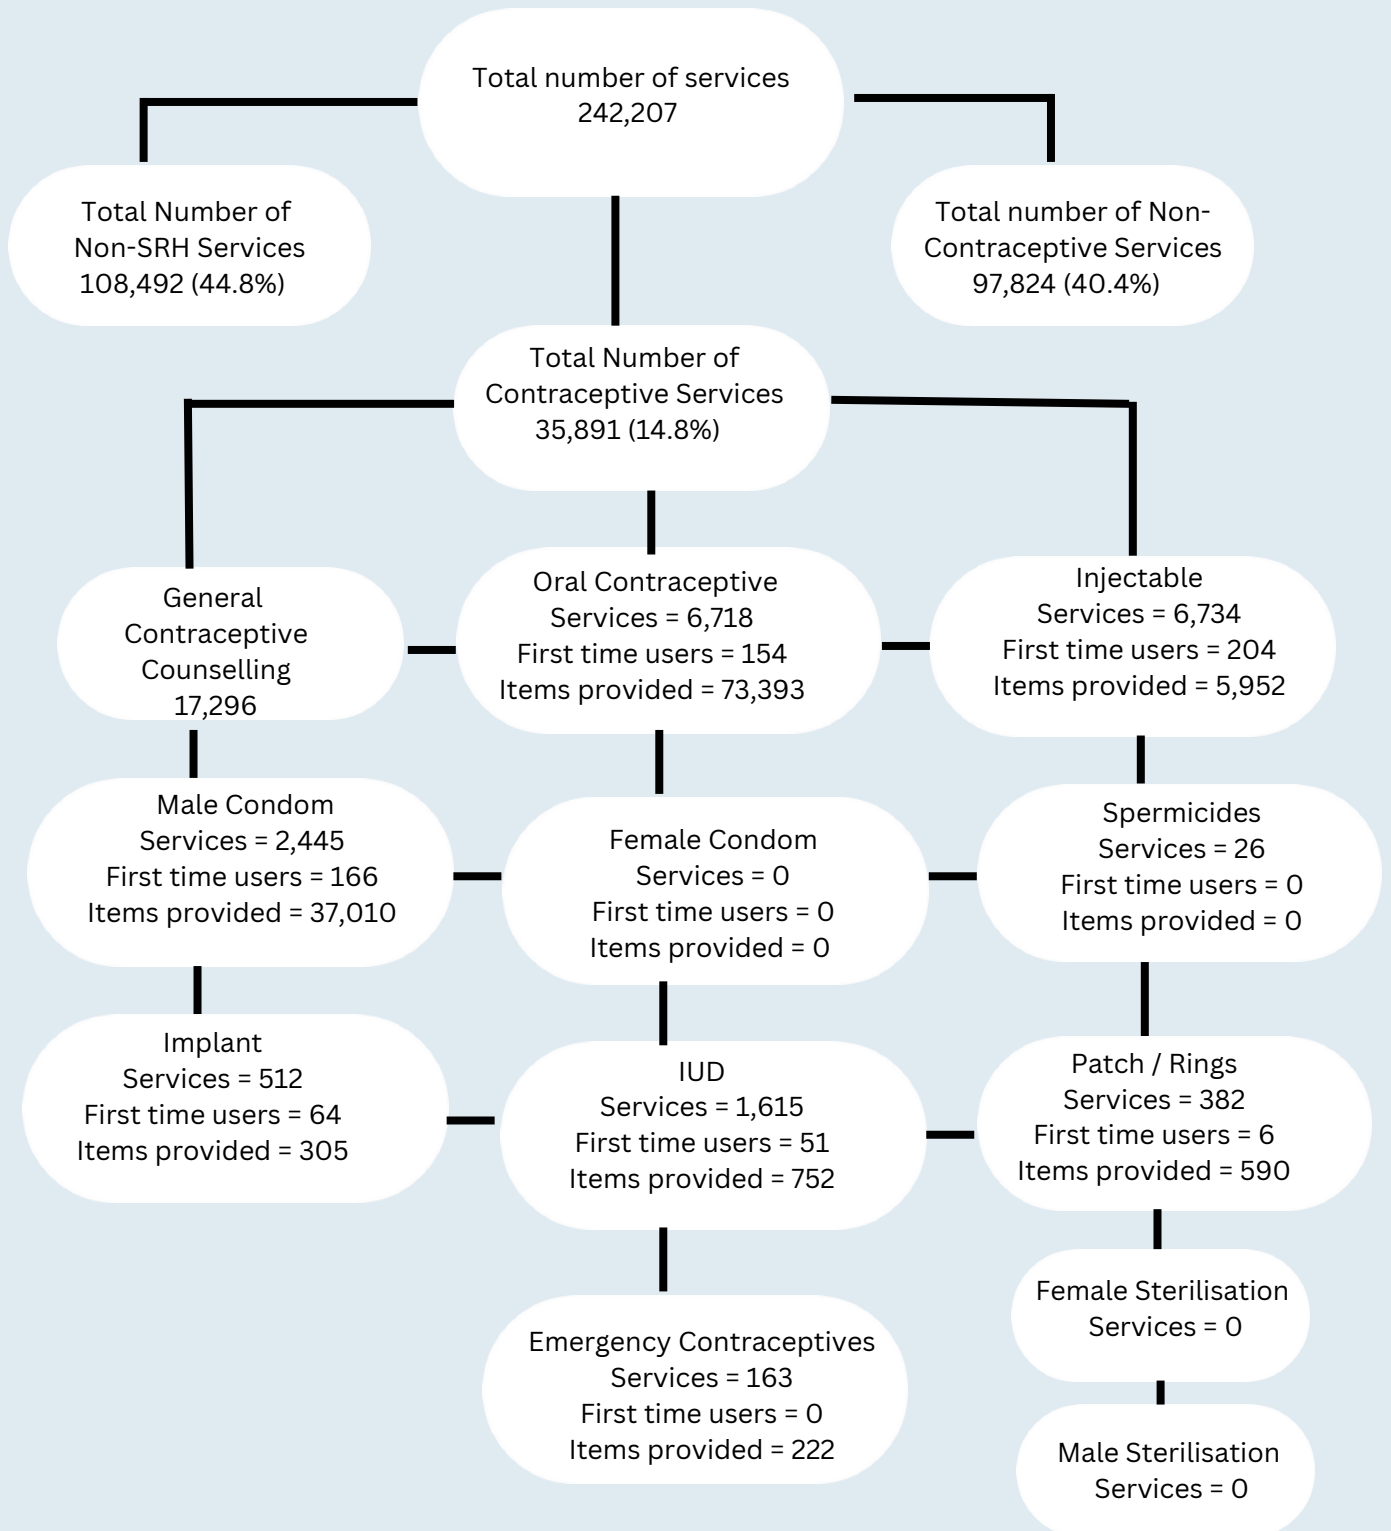 Total number of services
242,207
Total Number of
Non-SRH Services
108,492 (44.8%)
Total number of Non-
Contraceptive Services
97,824 (40.4%)
Total Number of
Contraceptive Services
35,891 (14.8%)
General
Contraceptive
Counselling
17,296
Oral Contraceptive
Services = 6,718
First time users = 154
Items provided = 73,393
Injectable
Services = 6,734
First time users = 204
Items provided = 5,952
Male Condom
Services = 2,445
First time users = 166
Items provided = 37,010
Female Condom
Services = 0
First time users = 0
Items provided = 0
Spermicides
Services = 26
First time users = 0
Items provided = 0
Implant
Services = 512
First time users = 64
Items provided = 305
IUD
Services = 1,615
First time users = 51
Items provided = 752
Patch / Rings
Services = 382
First time users = 6
Items provided = 590
Emergency Contraceptives
Services = 163
First time users = 0
Items provided = 222
Female Sterilisation
Services = 0
Male Sterilisation
Services = 0